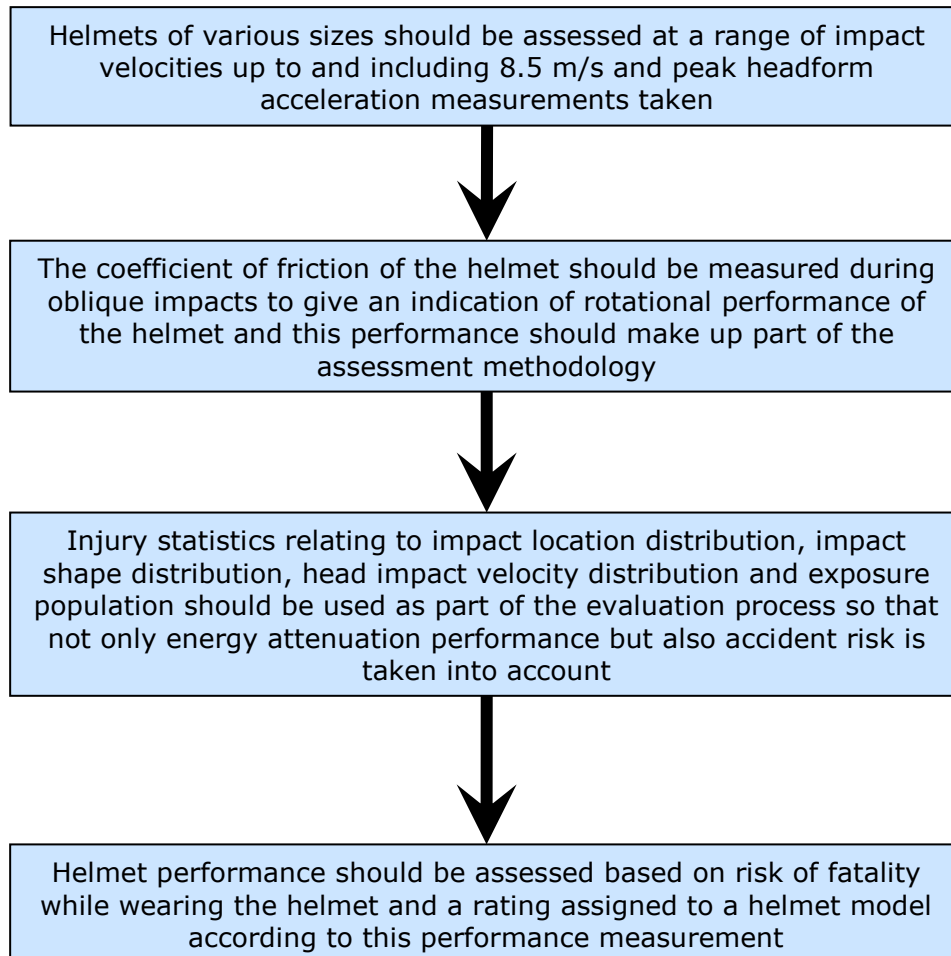 Helmets of various sizes should be assessed at a range of impact
velocities up to and including 8.5 m/s and peak headform
acceleration measurements taken
The coefficient of friction of the helmet should be measured during
oblique impacts to give an indication of rotational performance of
the helmet and this performance should make up part of the
assessment methodology
Injury statistics relating to impact location distribution, impact
shape distribution, head impact velocity distribution and exposure
population should be used as part of the evaluation process so that
not only energy attenuation performance but also accident risk is
taken into account
Helmet performance should be assessed based on risk of fatality
while wearing the helmet and a rating assigned to a helmet model
according to this performance measurement